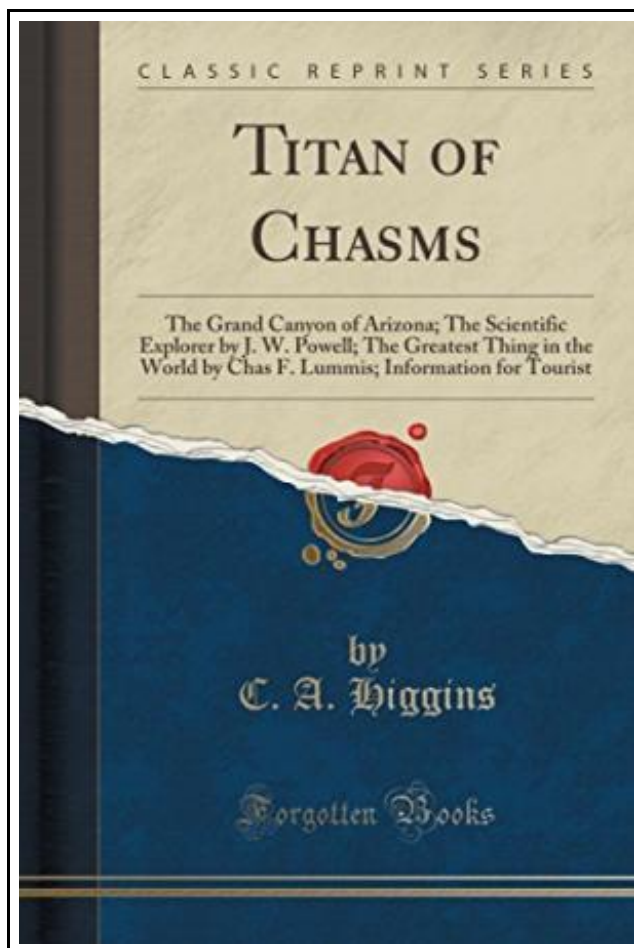 CLASSIC REPRINT SERIES
TITAN OF
CHASMS
The Grand Canyon of Arizona; The Scientific
Explorer by J. W. Powell; The Greatest Thing in the
World by Chas F. Lummis; Information for Tourist
by
C. A. Higgins
Forgotten Books